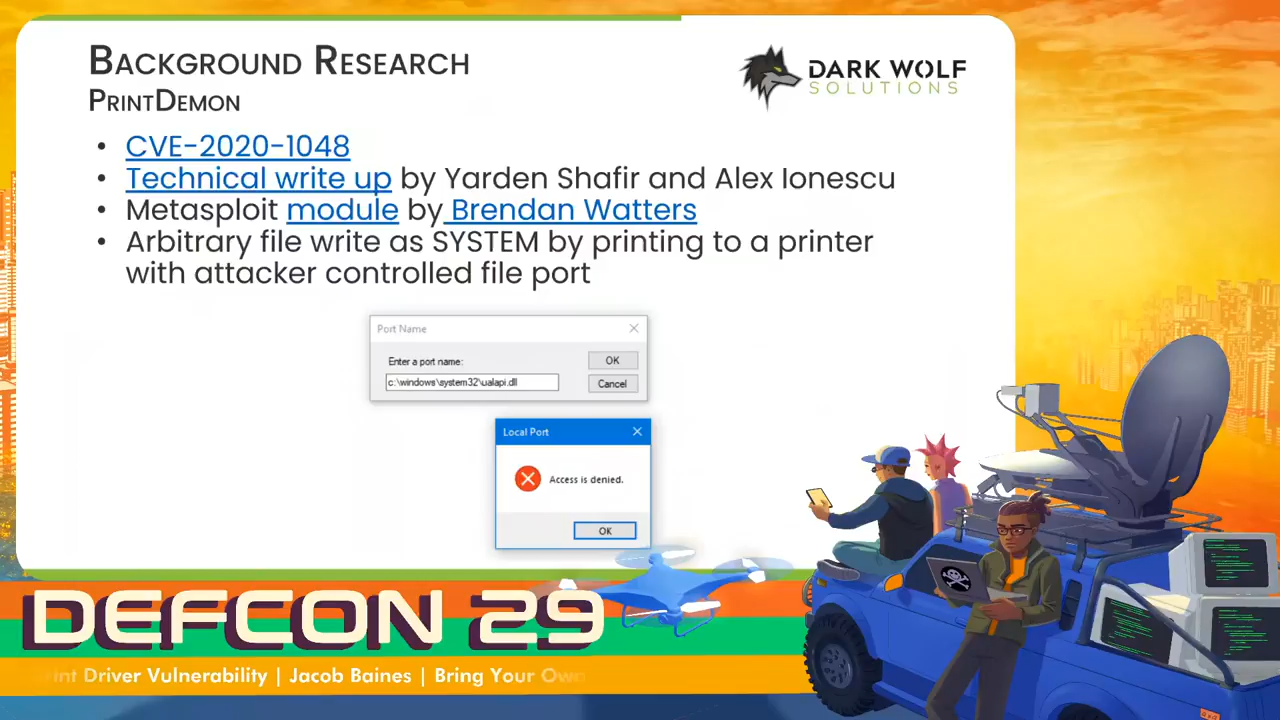 BACKGROUND RESEARCH
PRINTDEMON
DARK WOLF
SOLUTIONS
• CVE-2020-1048
• Technical write up by Yarden Shafir and Alex Ionescu
• Metasploit module by Brendan Watters
• Arbitrary file write as SYSTEM by printing to a printer
with attacker controlled file port
Port Name
Enter a port name:
OK
c:\windows\system32\ualapi.dll
Cancel
Local Port
Access is denied.
OK
DEFCON 29
int Driver Vulnerability | Jacob Baines | Bring Your Own